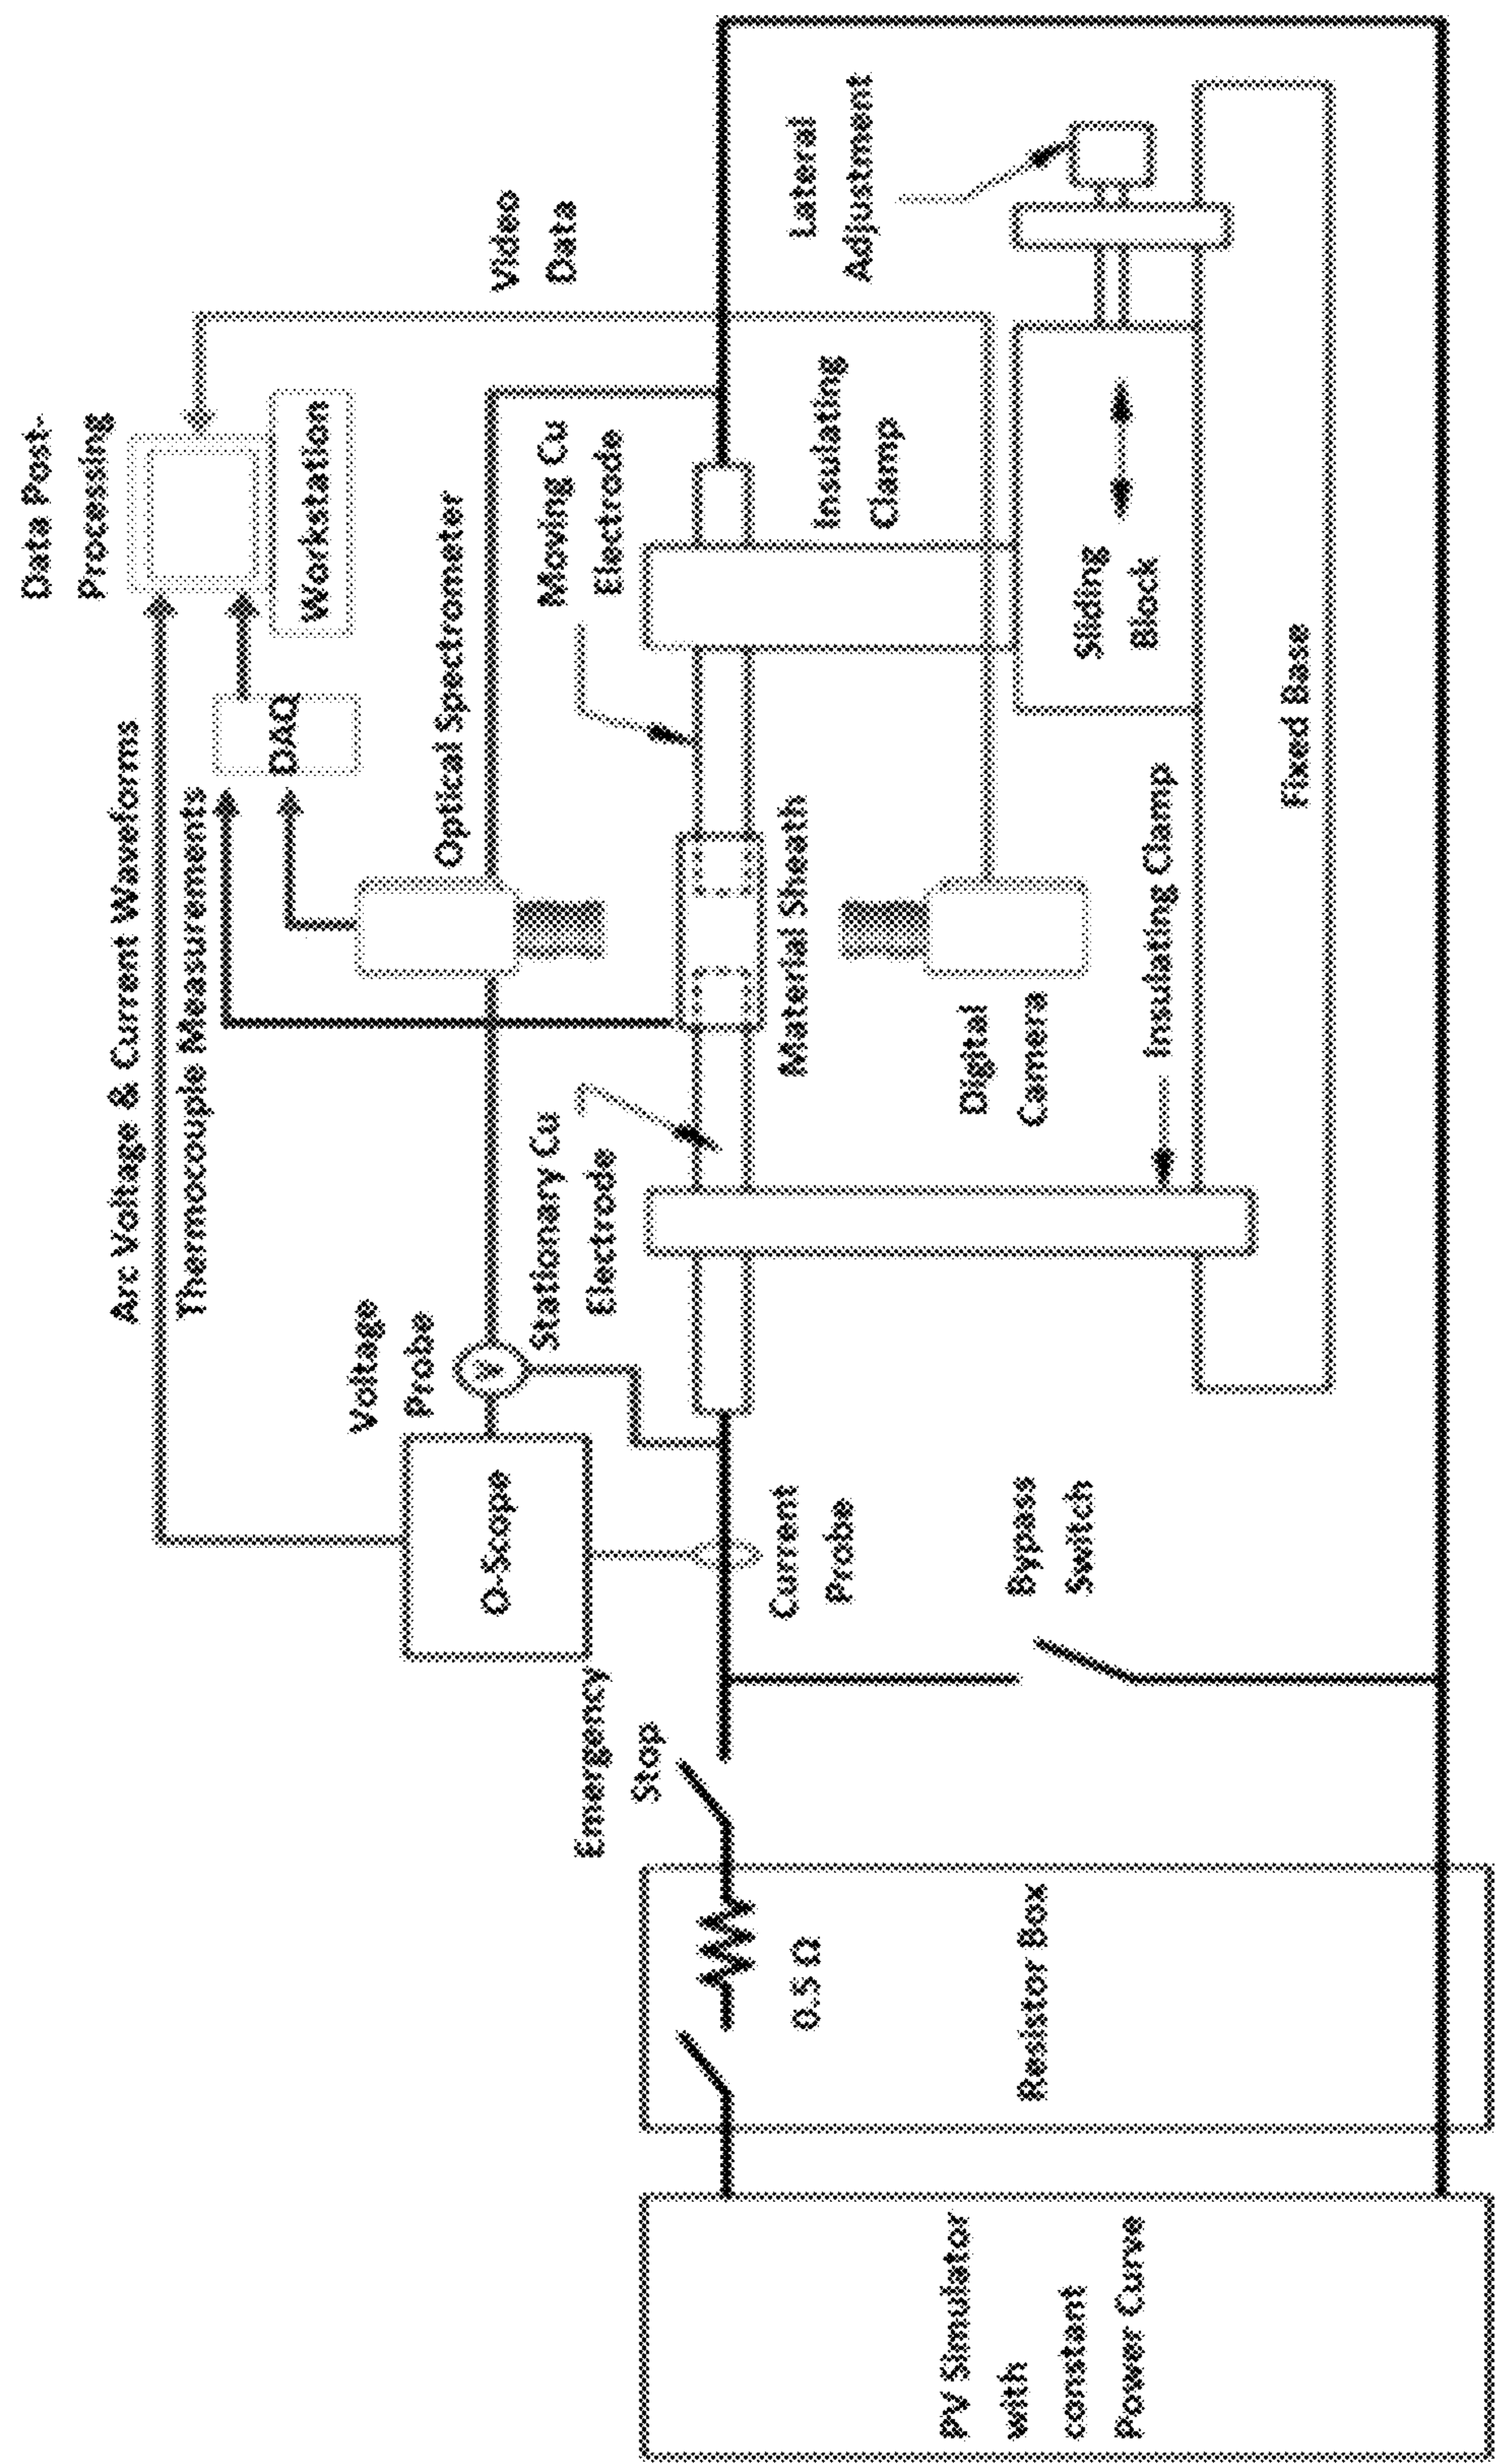 Data Post-
Processing
Workstation
Arc Voltage & Current Waveforms
Thermocouple Measurements
DAQ
Video
Data
Optical Spectrometer
Voltage
Probe
V
O-Scope
Stationary Cu
Electrode
Moving Cu
Electrode
Lateral
Adjustment
Emergency
Stop
Current
Probe
Material Sheath
Insulating
Clamp
0.5 Ω
Digital
Camera
Sliding
Block
Bypass
Switch
Insulating Clamp
Resistor Box
Fixed Base
PV Simulator
with
constant
Power Curve